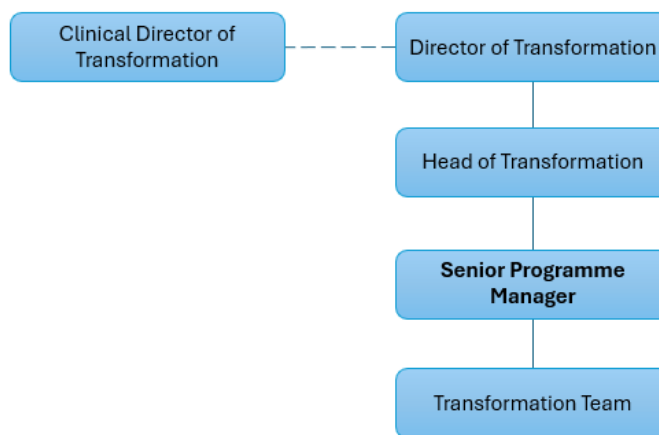 Clinical Director of
Transformation
Director of Transformation
Head of Transformation
Senior Programme
Manager
Transformation Team